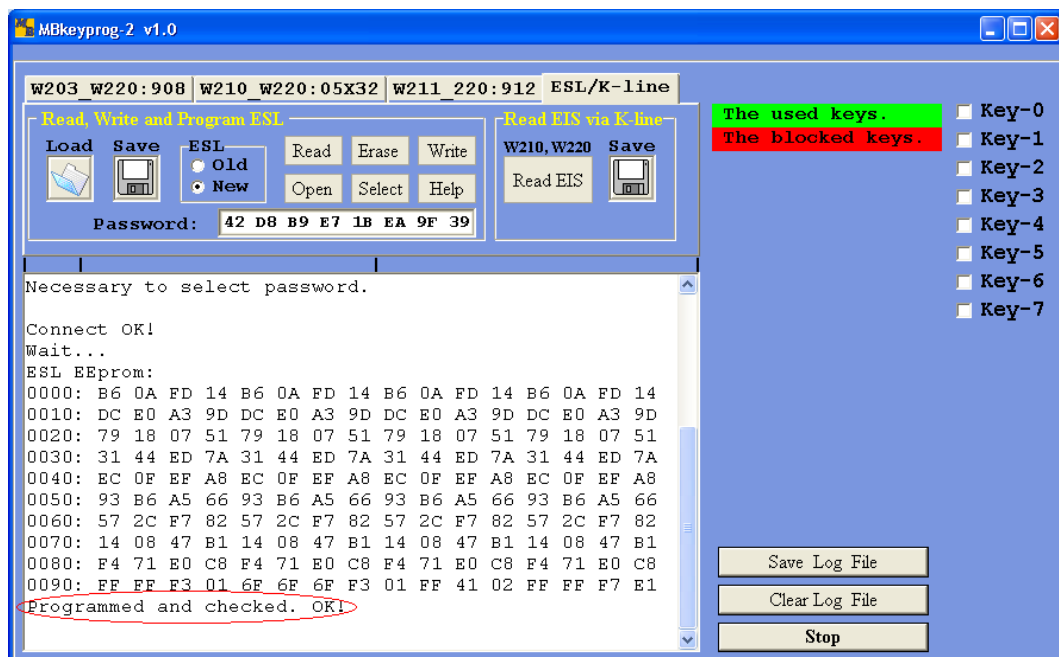 MBkeyprog-2 v1.0
W203_W220:908 W210_W220:05X32 W211_220:912 ESL/K-line
Read, Write and Program ESL
Load Save ESL
Old
New
Read Erase Write
Open Select Help
Password: 42 D8 B9 E7 1B EA 9F 39
Read EIS via K-line
W210, W220 Save
Read EIS
The used keys.
The blocked keys.
Key-0
Key-1
Key-2
Key-3
Key-4
Key-5
Key-6
Key-7
Necessary to select password.
Connect OK!
Wait...
ESL EEprom:
0000: B6 0A FD 14 B6 0A FD 14 B6 0A FD 14 B6 0A FD 14
0010: DC E0 A3 9D DC E0 A3 9D DC E0 A3 9D DC E0 A3 9D
0020: 79 18 07 51 79 18 07 51 79 18 07 51 79 18 07 51
0030: 31 44 ED 7A 31 44 ED 7A 31 44 ED 7A 31 44 ED 7A
0040: EC 0F EF A8 EC 0F EF A8 EC 0F EF A8 EC 0F EF A8
0050: 93 B6 A5 66 93 B6 A5 66 93 B6 A5 66 93 B6 A5 66
0060: 57 2C F7 82 57 2C F7 82 57 2C F7 82 57 2C F7 82
0070: 14 08 47 B1 14 08 47 B1 14 08 47 B1 14 08 47 B1
0080: F4 71 E0 C8 F4 71 E0 C8 F4 71 E0 C8 F4 71 E0 C8
0090: FF FF F3 01 6F 6F 6F F3 01 FF 41 02 FF FF F7 E1
Programmed and checked. OK!
Save Log File
Clear Log File
Stop